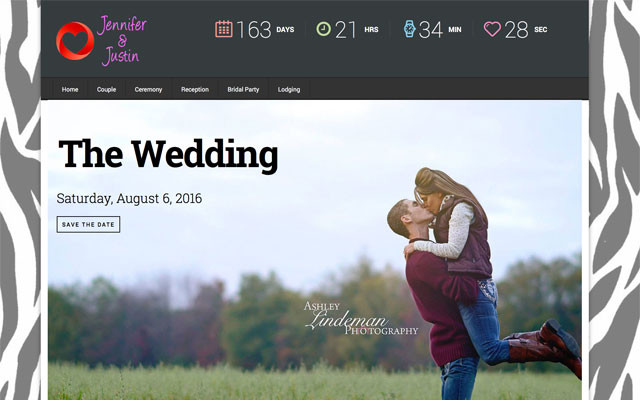 Jennifer
&
Justin
163 DAYS 21 HRS 34 MIN 28 SEC
Home Couple Ceremony Reception Bridal Party Lodging
The Wedding
Saturday, August 6, 2016
SAVE THE DATE
ASHLEY
Lindeman
PHOTOGRAPHY